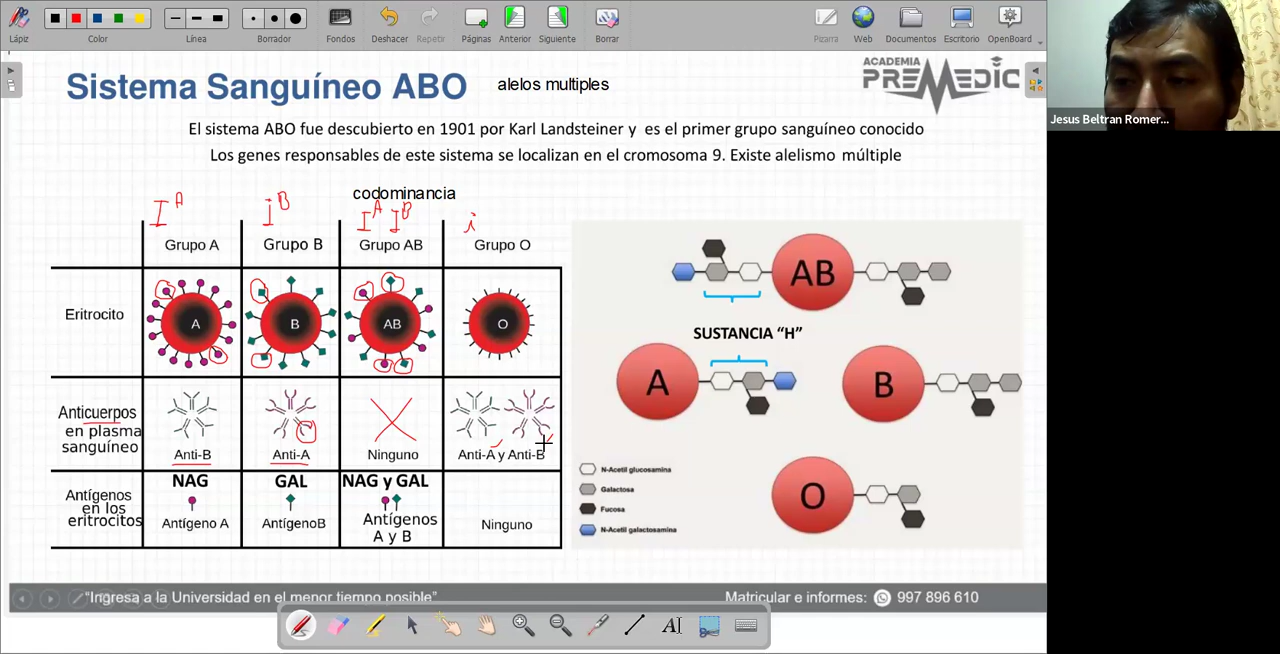 Lápiz
Color
Línea
Borrador
Fondos
Deshacer
Repetir
Páginas
Anterior
Siguiente
Borrar
Pizarra
Web
Documentos
Escritorio
OpenBoard
Sistema Sanguíneo ABO
alelos multiples
ACADEMIA
PREMEDIC
El sistema ABO fue descubierto en 1901 por Karl Landsteiner y es el primer grupo sanguíneo conocido
Los genes responsables de este sistema se localizan en el cromosoma 9. Existe alelismo múltiple
codominancia
I^A
I^B
I^A I^B
i
Grupo A
Grupo B
Grupo AB
Grupo O
Eritrocito
A
B
AB
O
Anticuerpos
en plasma
sanguíneo
Anti-B
Anti-A
Ninguno
Anti-A y Anti-B
Antígenos
en los
eritrocitos
NAG
GAL
NAG y GAL
Antígeno A
AntígenoB
Antígenos
A y B
Ninguno
AB
SUSTANCIA "H"
A
B
O
N-Acetil glucosamina
Galactosa
Fucosa
N-Acetil galactosamina
"Ingresa a la Universidad en el menor tiempo posible"
Matricular e informes: 997 896 610
AI
Jesus Beltran Romer...